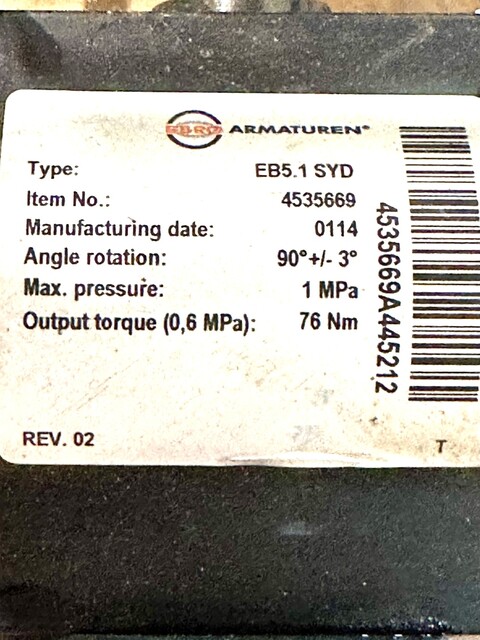 EBRO ARMATUREN®
Type: EB5.1 SYD
Item No.: 4535669
Manufacturing date: 0114
Angle rotation: 90°+/- 3°
Max. pressure: 1 MPa
Output torque (0,6 MPa): 76 Nm
4535669A445212
REV. 02
T